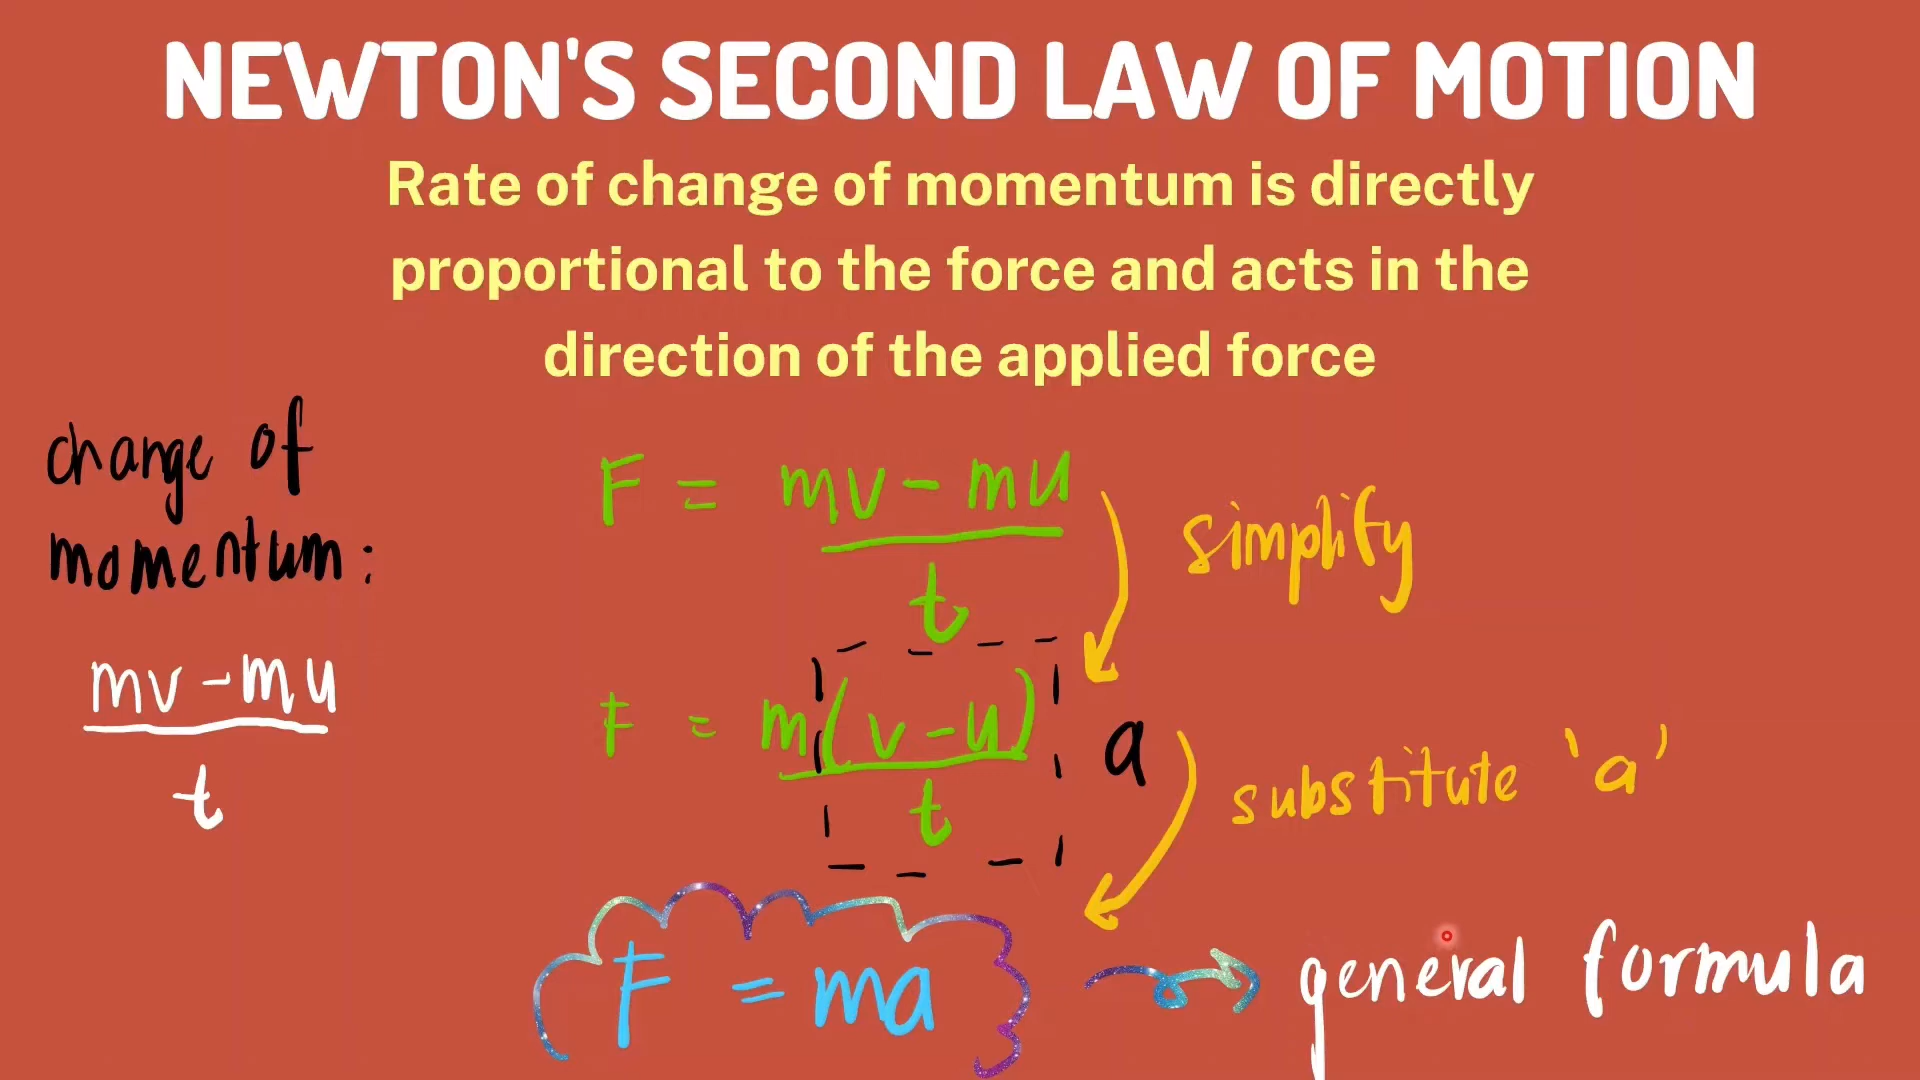 NEWTON'S SECOND LAW OF MOTION
Rate of change of momentum is directly
proportional to the force and acts in the
direction of the applied force
change of
momentum:
mv - mu
t
F = mv - mu
t
simplify
F = m(v - u)
t
a
substitute 'a'
F = ma
general formula